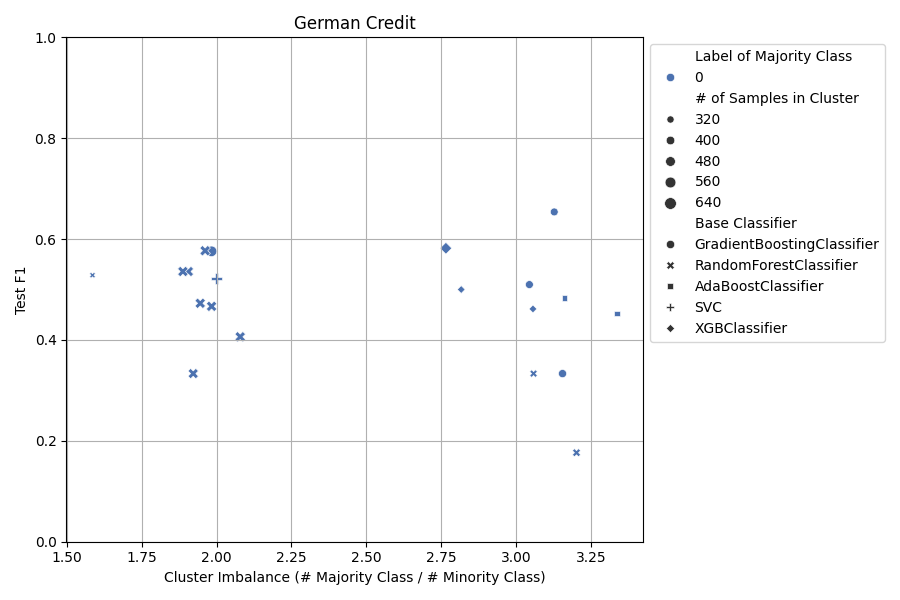 German Credit
1.0
0.8
0.6
0.4
0.2
0.0
Test F1
1.50 1.75 2.00 2.25 2.50 2.75 3.00 3.25
Cluster Imbalance (# Majority Class / # Minority Class)
Label of Majority Class
0
# of Samples in Cluster
320
400
480
560
640
Base Classifier
GradientBoostingClassifier
RandomForestClassifier
AdaBoostClassifier
SVC
XGBClassifier